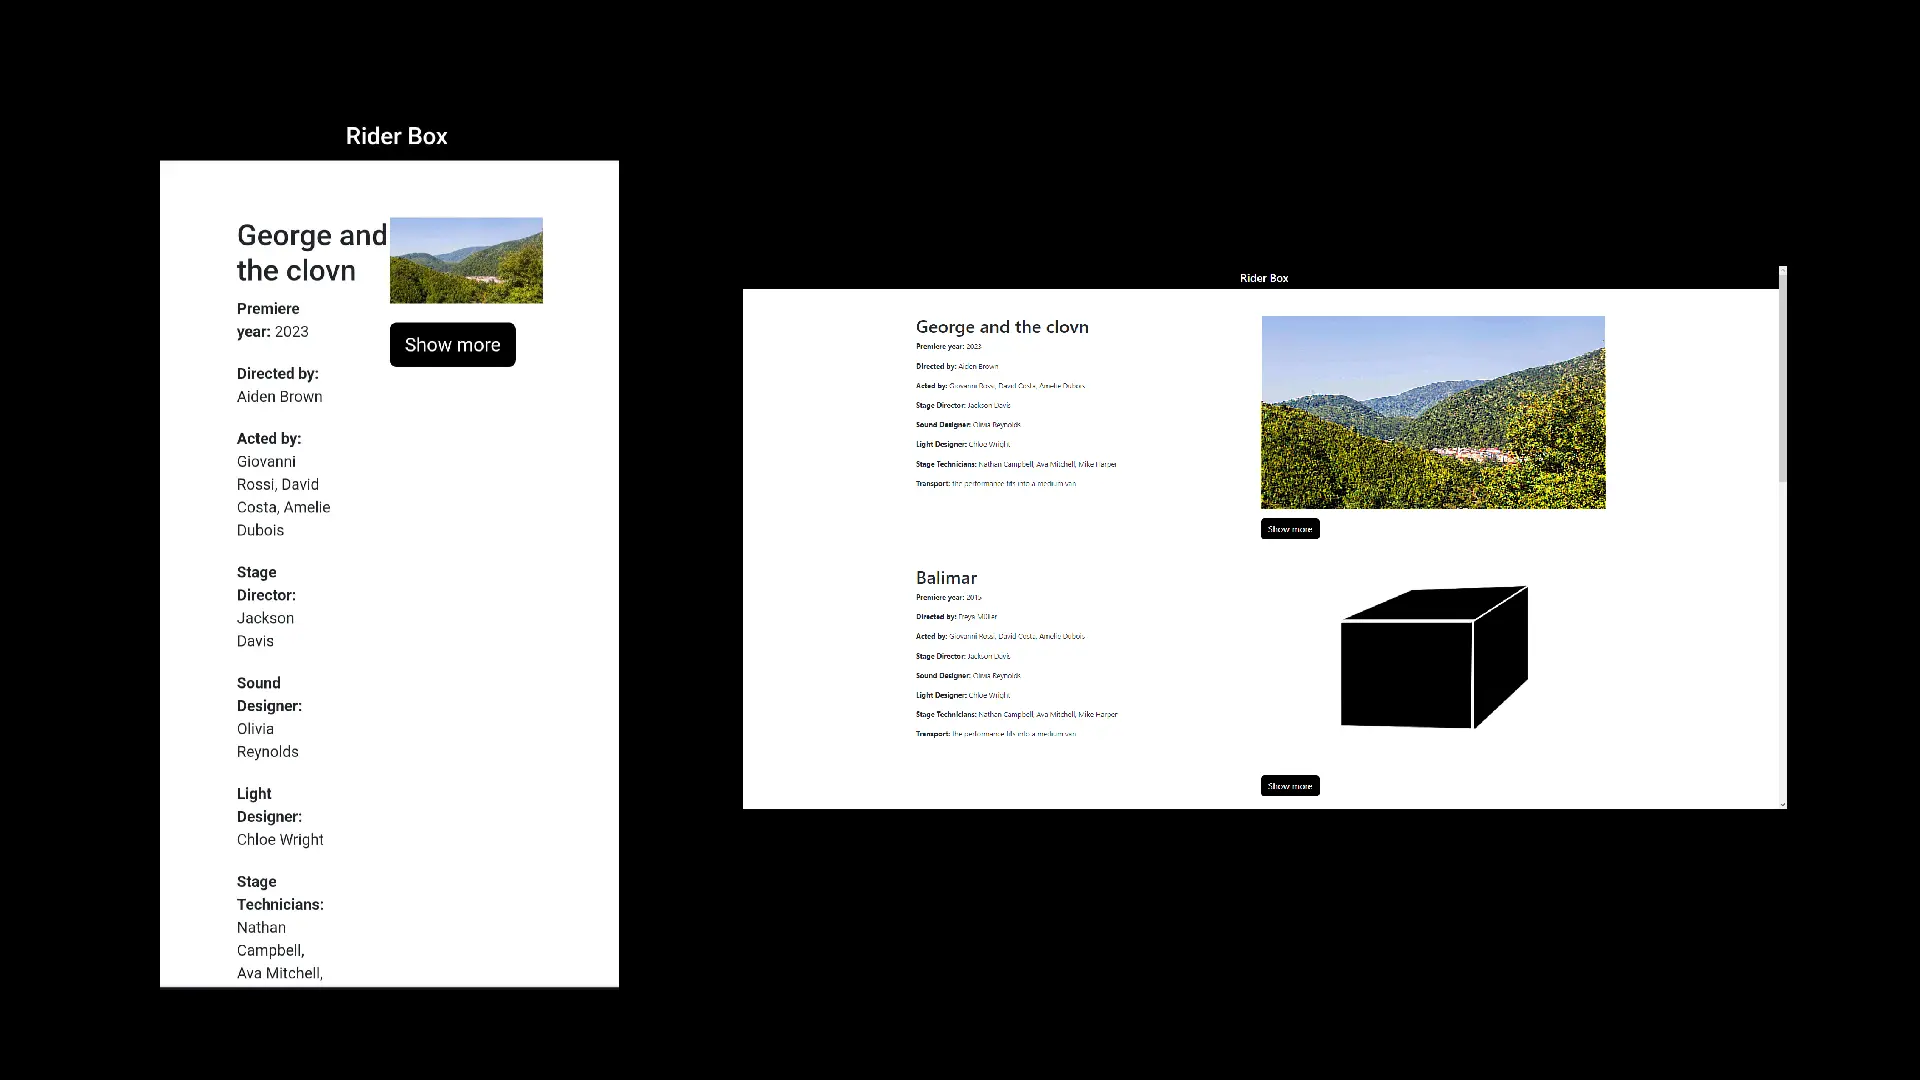 Rider Box
George and
the clovn
Premiere
year: 2023
Directed by:
Aiden Brown
Acted by:
Giovanni
Rossi, David
Costa, Amelie
Dubois
Stage
Director:
Jackson
Davis
Sound
Designer:
Olivia
Reynolds
Light
Designer:
Chloe Wright
Stage
Technicians:
Nathan
Campbell,
Ava Mitchell,
Show more
Rider Box
George and the clovn
Premiere year: 2023
Directed by: Aiden Brown
Acted by: Giovanni Rossi, David Costa, Amelie Dubois
Stage Director: Jackson Davis
Sound Designer: Olivia Reynolds
Light Designer: Chloe Wright
Stage Technicians: Nathan Campbell, Ava Mitchell, Mike Harper
Transport: the performance fits into a medium van
Show more
Balimar
Premiere year: 2015
Directed by: Freya Müller
Acted by: Giovanni Rossi, David Costa, Amelie Dubois
Stage Director: Jackson Davis
Sound Designer: Olivia Reynolds
Light Designer: Chloe Wright
Stage Technicians: Nathan Campbell, Ava Mitchell, Mike Harper
Transport: the performance fits into a medium van
Show more